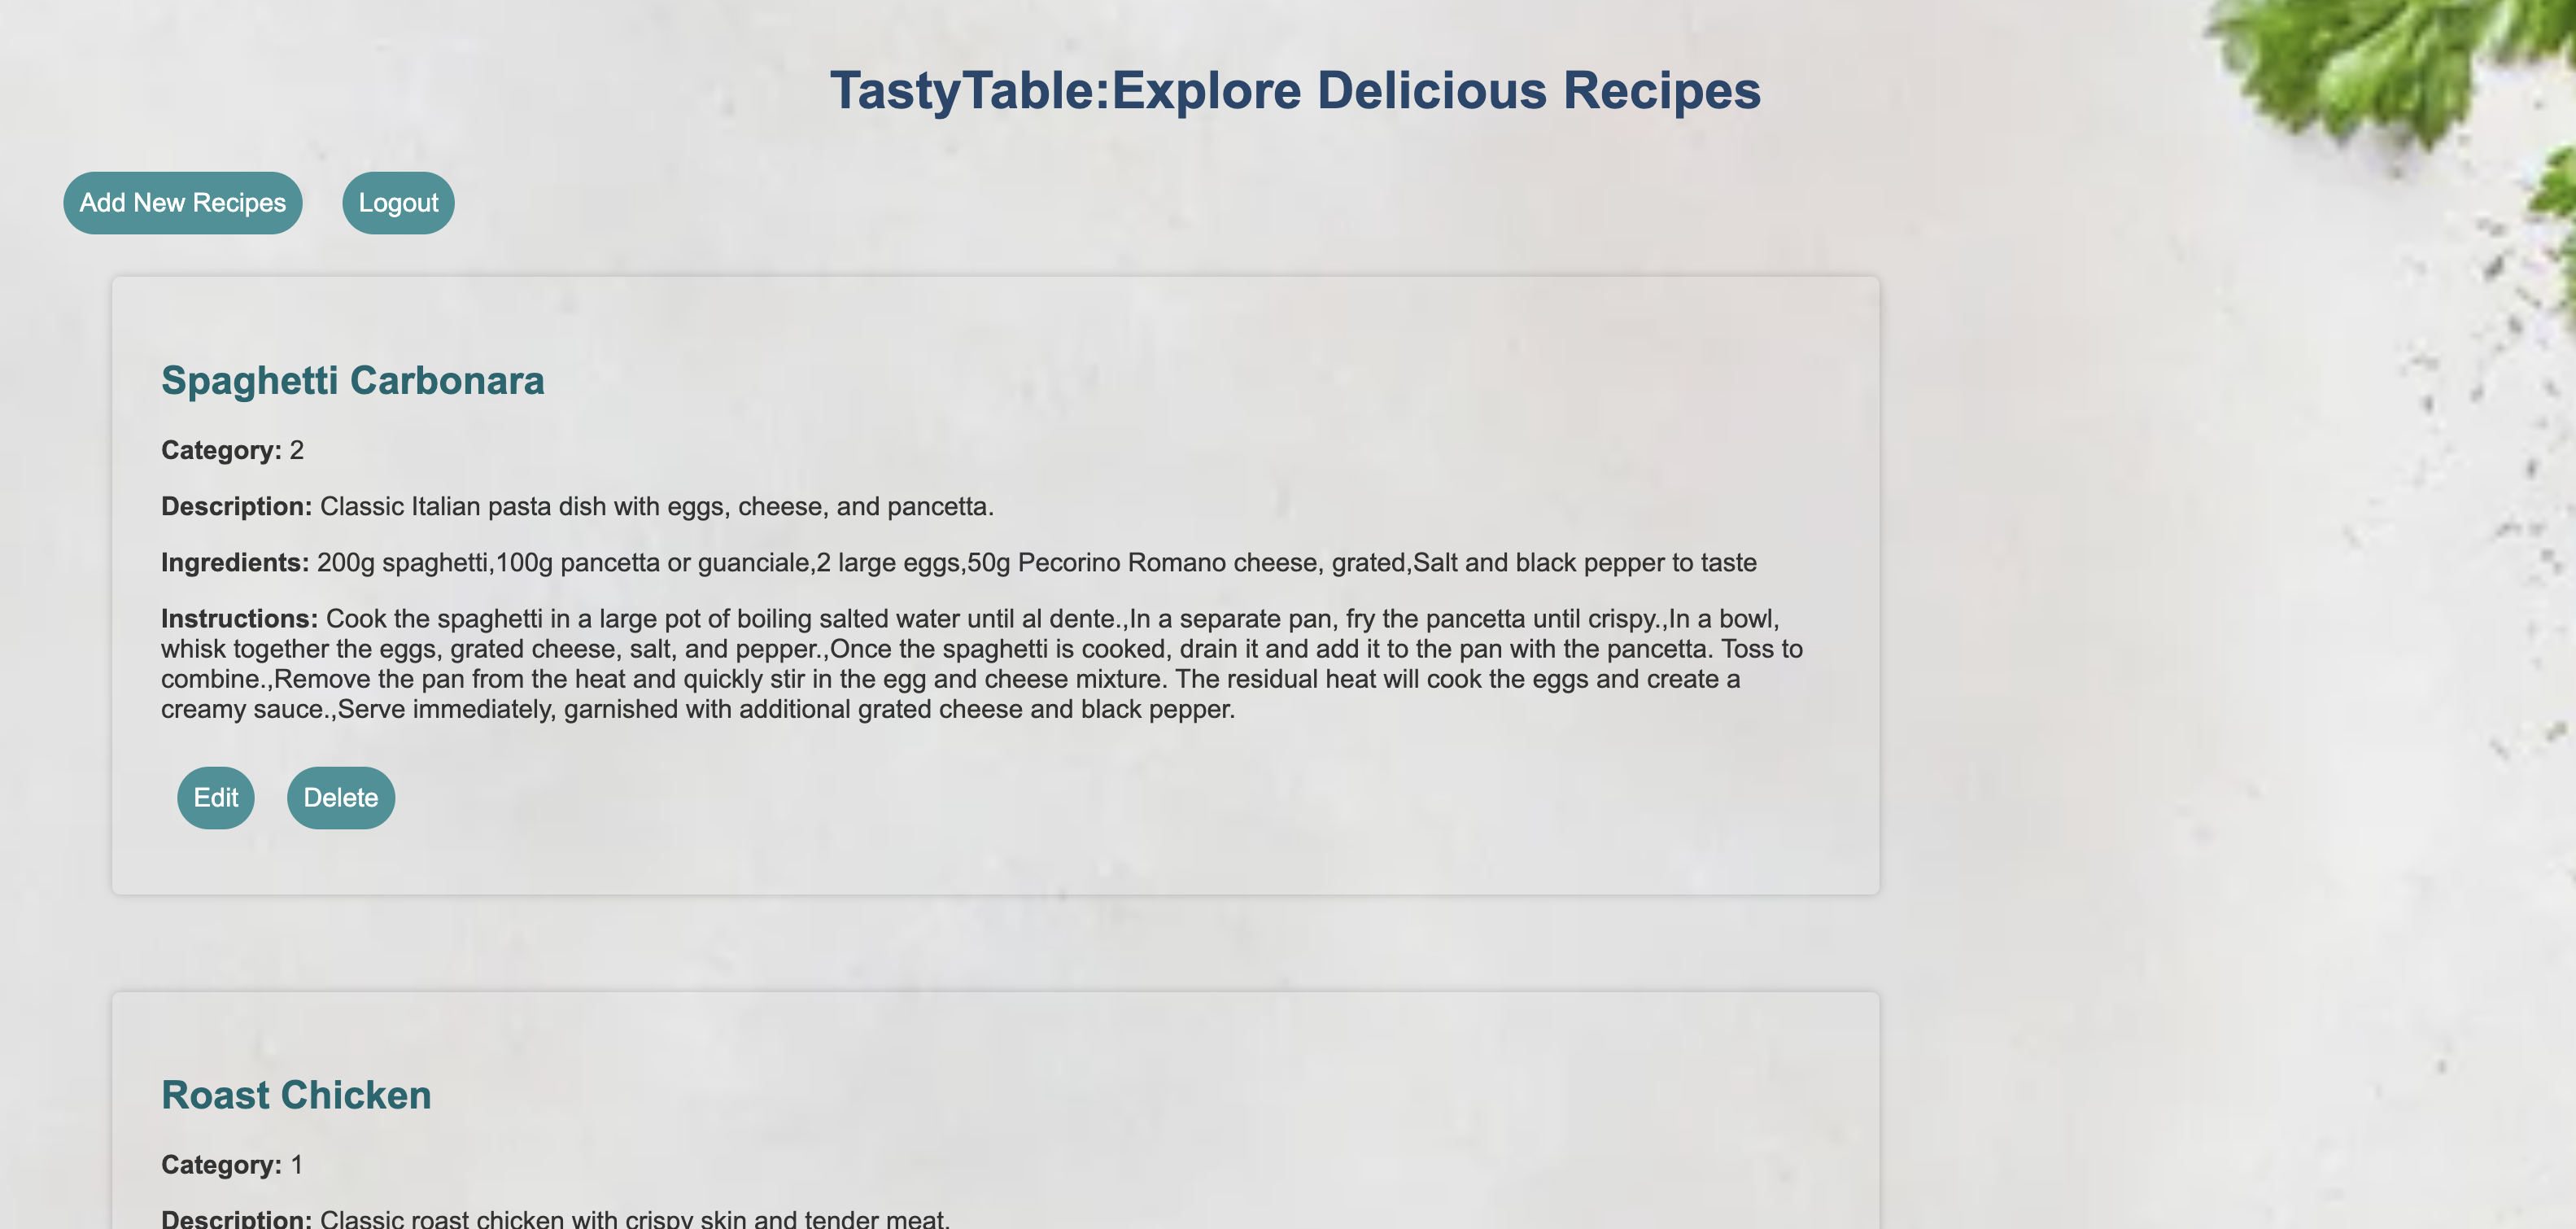 TastyTable:Explore Delicious Recipes
Add New Recipes Logout
Spaghetti Carbonara
Category: 2
Description: Classic Italian pasta dish with eggs, cheese, and pancetta.
Ingredients: 200g spaghetti,100g pancetta or guanciale,2 large eggs,50g Pecorino Romano cheese, grated,Salt and black pepper to taste
Instructions: Cook the spaghetti in a large pot of boiling salted water until al dente.,In a separate pan, fry the pancetta until crispy.,In a bowl,
whisk together the eggs, grated cheese, salt, and pepper.,Once the spaghetti is cooked, drain it and add it to the pan with the pancetta. Toss to
combine.,Remove the pan from the heat and quickly stir in the egg and cheese mixture. The residual heat will cook the eggs and create a
creamy sauce.,Serve immediately, garnished with additional grated cheese and black pepper.
Edit Delete
Roast Chicken
Category: 1
Description: Classic roast chicken with crispy skin and tender meat.